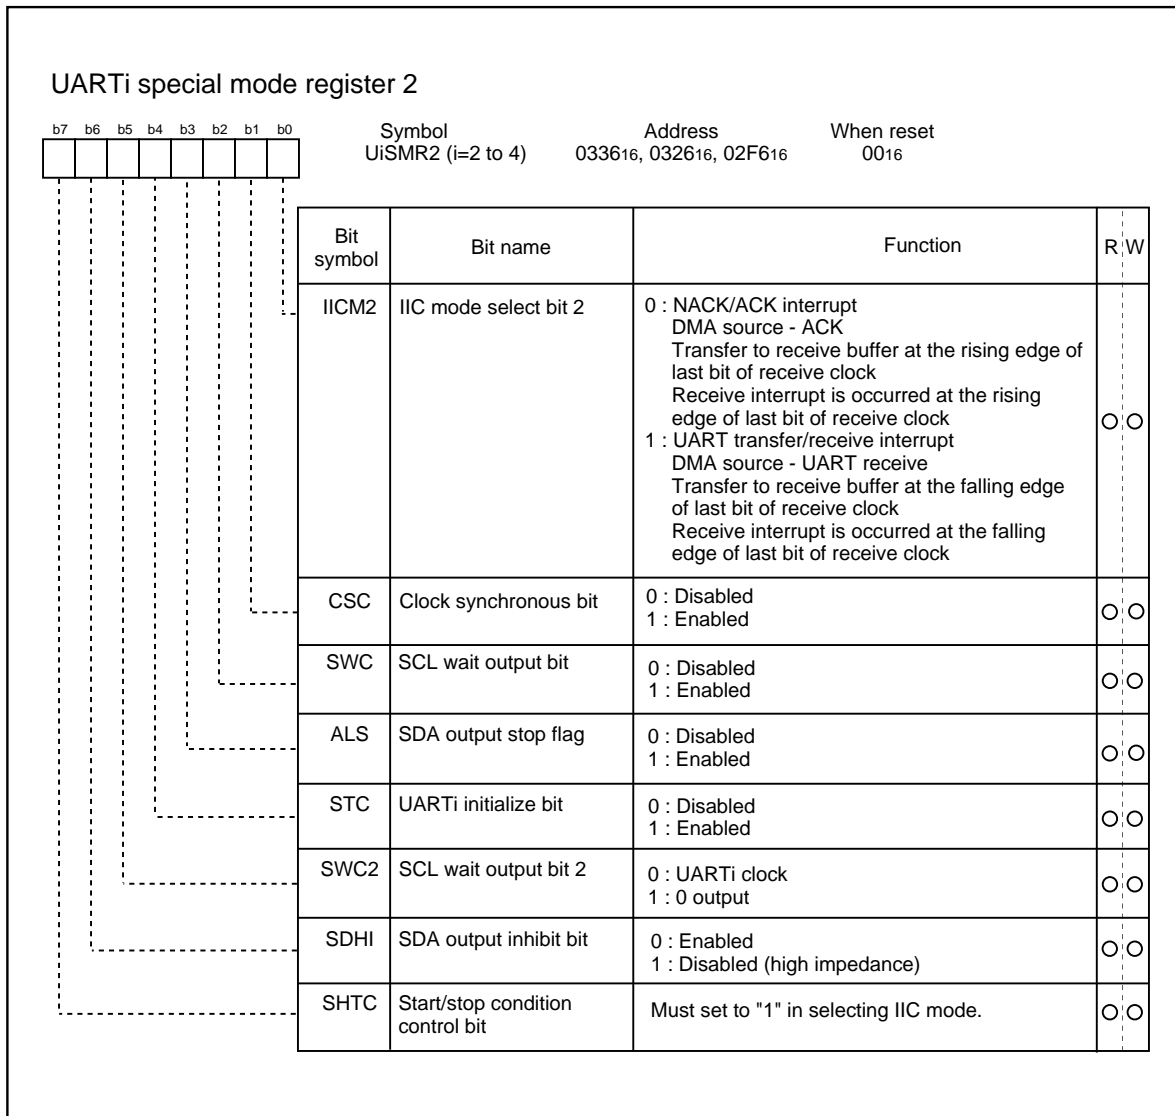 UARTi special mode register 2
b7 b6 b5 b4 b3 b2 b1 b0
Symbol Address When reset
UiSMR2 (i=2 to 4) 033616, 032616, 02F616 0016
Bit symbol Bit name Function R W
IICM2 IIC mode select bit 2 0 : NACK/ACK interrupt
DMA source - ACK
Transfer to receive buffer at the rising edge of
last bit of receive clock
Receive interrupt is occurred at the rising
edge of last bit of receive clock
1 : UART transfer/receive interrupt
DMA source - UART receive
Transfer to receive buffer at the falling edge
of last bit of receive clock
Receive interrupt is occurred at the falling
edge of last bit of receive clock
CSC Clock synchronous bit 0 : Disabled
1 : Enabled
SWC SCL wait output bit 0 : Disabled
1 : Enabled
ALS SDA output stop flag 0 : Disabled
1 : Enabled
STC UARTi initialize bit 0 : Disabled
1 : Enabled
SWC2 SCL wait output bit 2 0 : UARTi clock
1 : 0 output
SDHI SDA output inhibit bit 0 : Enabled
1 : Disabled (high impedance)
SHTC Start/stop condition
control bit Must set to "1" in selecting IIC mode.